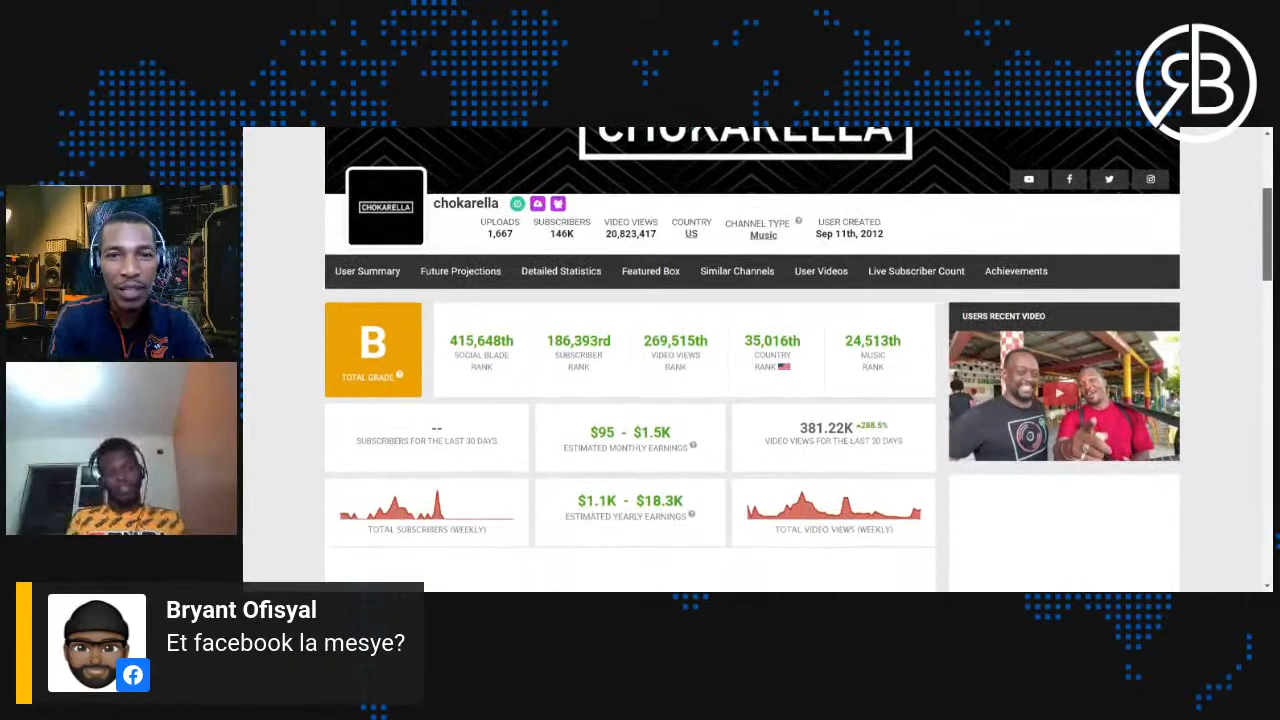 RB
CHOKARELLA
CHOKARELLA
chokarella
UPLOADS
1,667
SUBSCRIBERS
146K
VIDEO VIEWS
20,823,417
COUNTRY
US
CHANNEL TYPE
Music
USER CREATED
Sep 11th, 2012
User Summary
Future Projections
Detailed Statistics
Featured Box
Similar Channels
User Videos
Live Subscriber Count
Achievements
B
TOTAL GRADE
415,648th
SOCIAL BLADE
RANK
186,393rd
SUBSCRIBER
RANK
269,515th
VIDEO VIEWS
RANK
35,016th
COUNTRY
RANK
24,513th
MUSIC
RANK
USERS RECENT VIDEO
--
SUBSCRIBERS FOR THE LAST 30 DAYS
$95 - $1.5K
ESTIMATED MONTHLY EARNINGS
381.22K 288.5%
VIDEO VIEWS FOR THE LAST 30 DAYS
TOTAL SUBSCRIBERS (WEEKLY)
$1.1K - $18.3K
ESTIMATED YEARLY EARNINGS
TOTAL VIDEO VIEWS (WEEKLY)
Bryant Ofisyal
Et facebook la mesye?